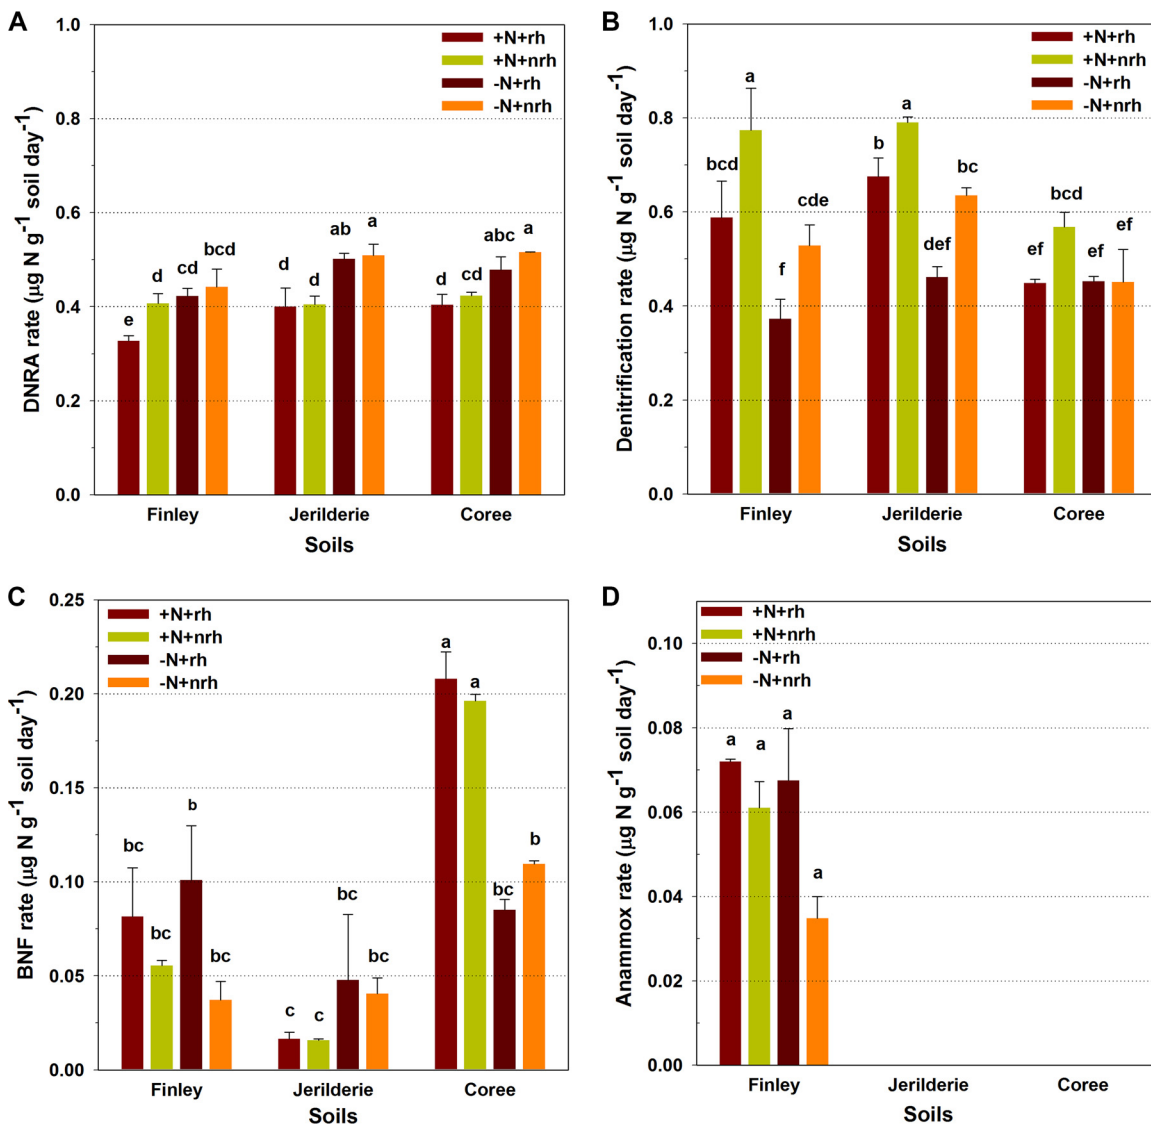 A
1.0
0.8
0.6
0.4
0.2
0.0
DNRA rate (µg N g⁻¹ soil day⁻¹)
+N+rh
+N+nrh
-N+rh
-N+nrh
e
d
cd
bcd
d
d
ab
a
d
cd
abc
a
Finley
Jerilderie
Coree
Soils
B
1.0
0.8
0.6
0.4
0.2
0.0
Denitrification rate (µg N g⁻¹ soil day⁻¹)
+N+rh
+N+nrh
-N+rh
-N+nrh
bcd
a
f
cde
b
a
def
bc
ef
bcd
ef
ef
Finley
Jerilderie
Coree
Soils
C
0.25
0.20
0.15
0.10
0.05
0.00
BNF rate (µg N g⁻¹ soil day⁻¹)
+N+rh
+N+nrh
-N+rh
-N+nrh
bc
bc
b
bc
c
c
bc
bc
a
a
bc
b
Finley
Jerilderie
Coree
Soils
D
0.10
0.08
0.06
0.04
0.02
0.00
Anammox rate (µg N g⁻¹ soil day⁻¹)
+N+rh
+N+nrh
-N+rh
-N+nrh
a
a
a
a
Finley
Jerilderie
Coree
Soils